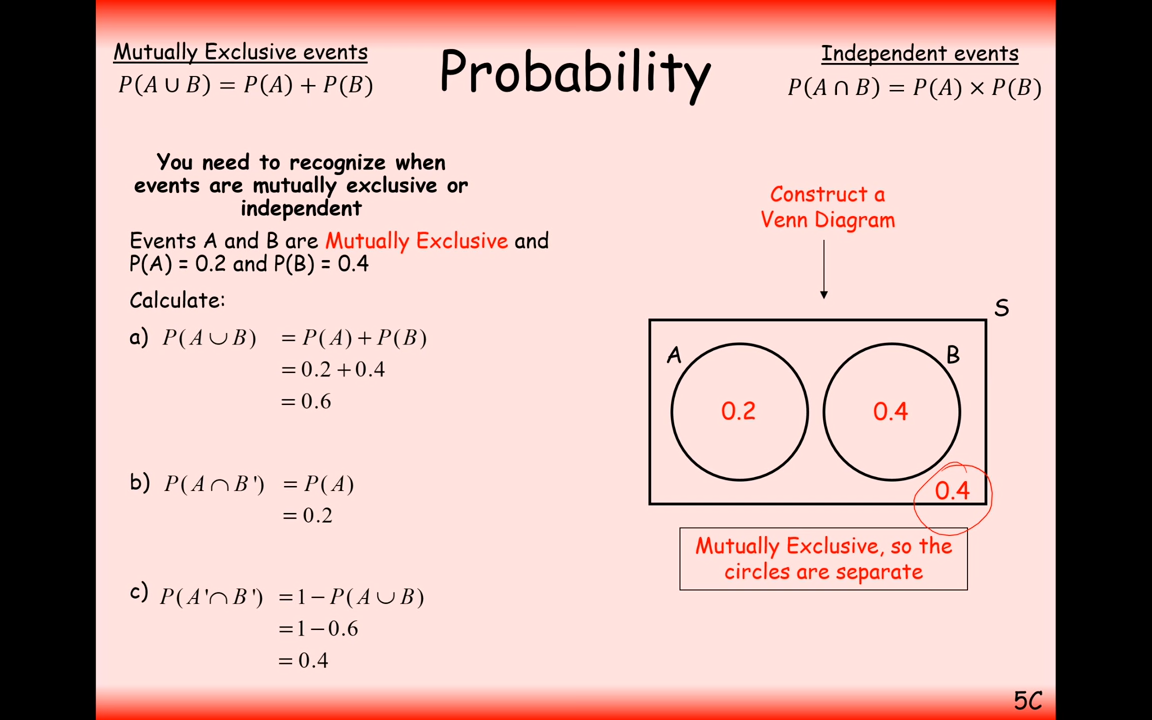 Mutually Exclusive events
P(A ∪ B) = P(A) + P(B)
Probability
Independent events
P(A ∩ B) = P(A) × P(B)
You need to recognize when
events are mutually exclusive or
independent
Events A and B are Mutually Exclusive and
P(A) = 0.2 and P(B) = 0.4
Calculate:
a) P(A ∪ B) = P(A) + P(B)
= 0.2 + 0.4
= 0.6
b) P(A ∩ B') = P(A)
= 0.2
c) P(A' ∩ B') = 1 − P(A ∪ B)
= 1 − 0.6
= 0.4
Construct a
Venn Diagram
S
A
B
0.2
0.4
0.4
Mutually Exclusive, so the
circles are separate
5C